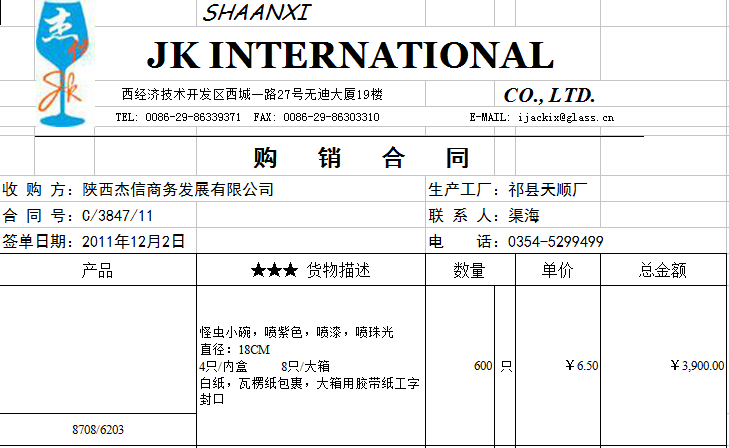 SHAANXI
杰
JK
JK INTERNATIONAL
西经济技术开发区西城一路27号无迪大厦19楼
CO., LTD.
TEL: 0086-29-86339371 FAX: 0086-29-86303310
E-MAIL: ijackix@glass.cn
购 销 合 同
收 购 方：陕西杰信商务发展有限公司
生产工厂：祁县天顺厂
合 同 号：C/3847/11
联 系 人：渠海
签单日期：2011年12月2日
电 话：0354-5299499
产品 ★★★ 货物描述 数量 单价 总金额
怪虫小碗，喷紫色，喷漆，喷珠光
直径：18CM
4只/内盒 8只/大箱
600 只 ￥6.50 ￥3,900.00
白纸，瓦楞纸包裹，大箱用胶带纸工字
封口
8708/6203